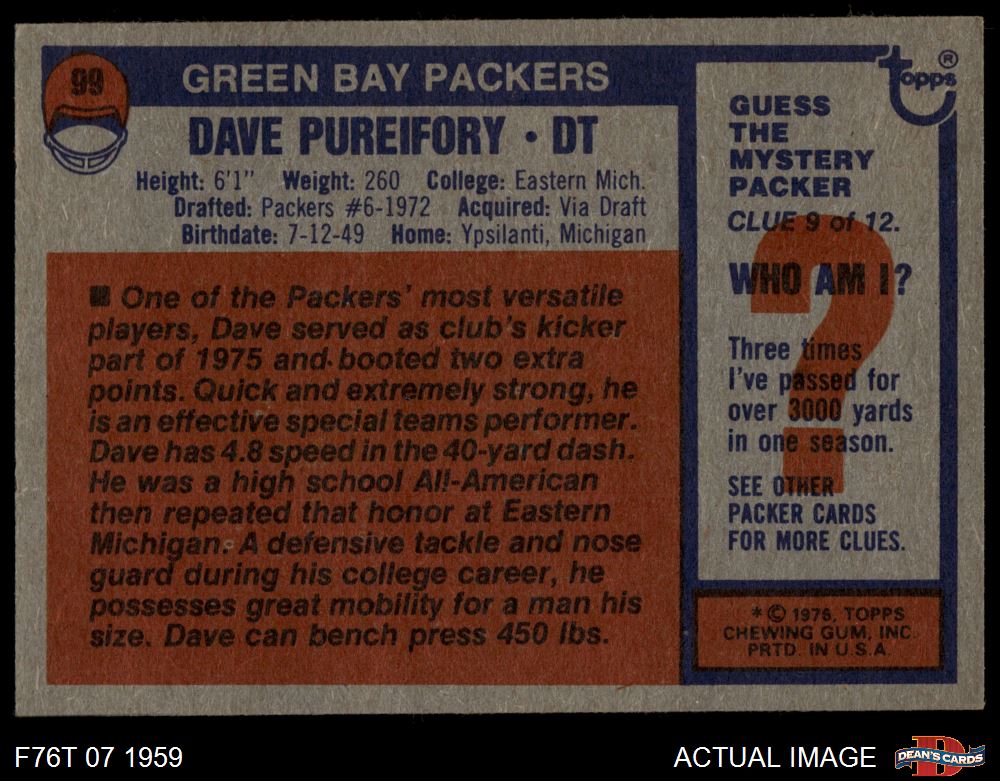 99
GREEN BAY PACKERS
DAVE PUREIFORY • DT
Height: 6'1" Weight: 260 College: Eastern Mich.
Drafted: Packers #6-1972 Acquired: Via Draft
Birthdate: 7-12-49 Home: Ypsilanti, Michigan
■ One of the Packers' most versatile
players, Dave served as club's kicker
part of 1975 and booted two extra
points. Quick and extremely strong, he
is an effective special teams performer.
Dave has 4.8 speed in the 40-yard dash.
He was a high school All-American
then repeated that honor at Eastern
Michigan. A defensive tackle and nose
guard during his college career, he
possesses great mobility for a man his
size. Dave can bench press 450 lbs.
topps®
GUESS
THE
MYSTERY
PACKER
CLUE 9 of 12.
WHO AM I?
?
Three times
I've passed for
over 3000 yards
in one season.
SEE OTHER
PACKER CARDS
FOR MORE CLUES.
* © 1976, TOPPS
CHEWING GUM, INC.
PRTD. IN U.S.A.
F76T 07 1959
ACTUAL IMAGE
D
DEAN'S CARDS